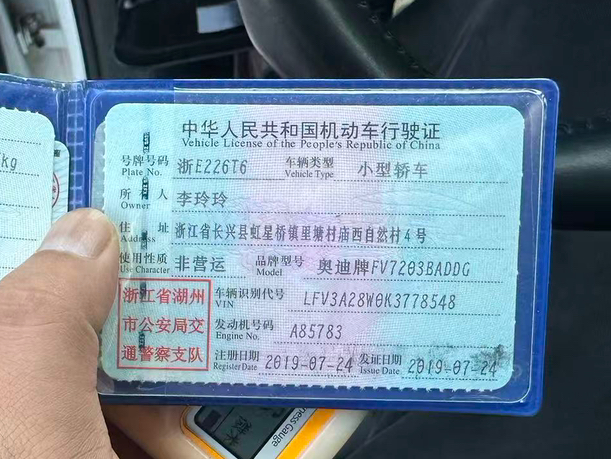 kg
中华人民共和国机动车行驶证
Vehicle License of the People's Republic of China
号牌号码 浙E226T6 车辆类型 小型轿车
Plate No. Vehicle Type
所有人 李玲玲
Owner
住址 浙江省长兴县虹星桥镇里塘村庙西自然村4号
Address
使用性质 非营运 品牌型号 奥迪牌FV7203BADDG
Use Character Model
浙江省湖州
市公安局交
通警察支队
车辆识别代号 LFV3A28W0K3778548
VIN
发动机号码 A85783
Engine No.
注册日期 2019-07-24 发证日期 2019-07-24
Register Date Issue Date
ness Gauge